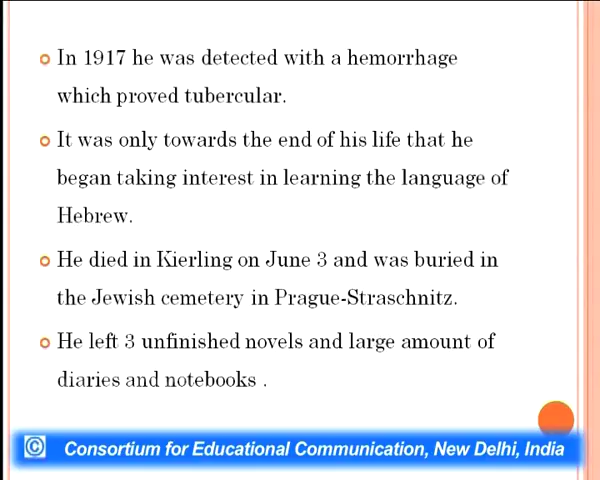 In 1917 he was detected with a hemorrhage
which proved tubercular.
It was only towards the end of his life that he
began taking interest in learning the language of
Hebrew.
He died in Kierling on June 3 and was buried in
the Jewish cemetery in Prague-Straschnitz.
He left 3 unfinished novels and large amount of
diaries and notebooks .
© Consortium for Educational Communication, New Delhi, India